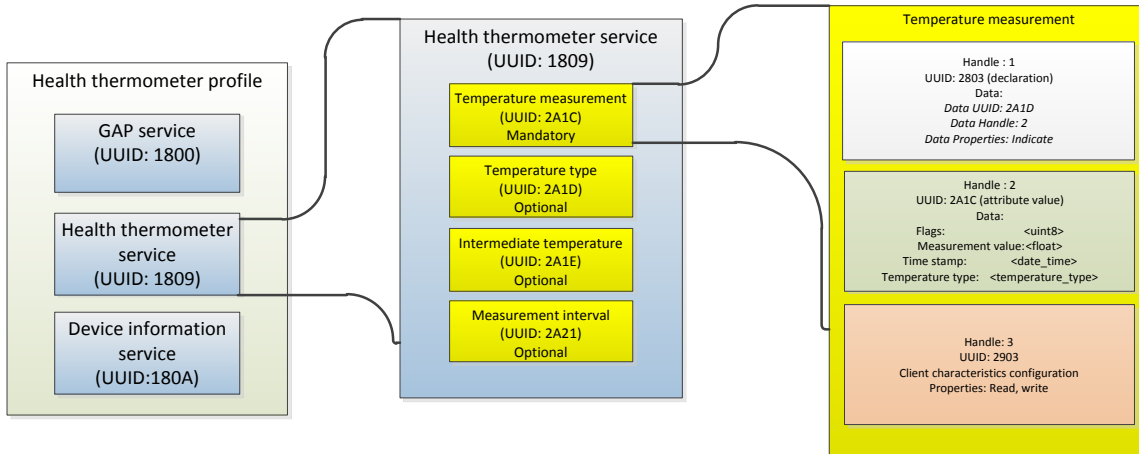 Health thermometer profile
GAP service
(UUID: 1800)
Health thermometer
service
(UUID: 1809)
Device information
service
(UUID:180A)
Health thermometer service
(UUID: 1809)
Temperature measurement
(UUID: 2A1C)
Mandatory
Temperature type
(UUID: 2A1D)
Optional
Intermediate temperature
(UUID: 2A1E)
Optional
Measurement interval
(UUID: 2A21)
Optional
Temperature measurement
Handle : 1
UUID: 2803 (declaration)
Data:
Data UUID: 2A1D
Data Handle: 2
Data Properties: Indicate
Handle : 2
UUID: 2A1C (attribute value)
Data:
Flags: <uint8>
Measurement value:<float>
Time stamp: <date_time>
Temperature type: <temperature_type>
Handle: 3
UUID: 2903
Client characteristics configuration
Properties: Read, write